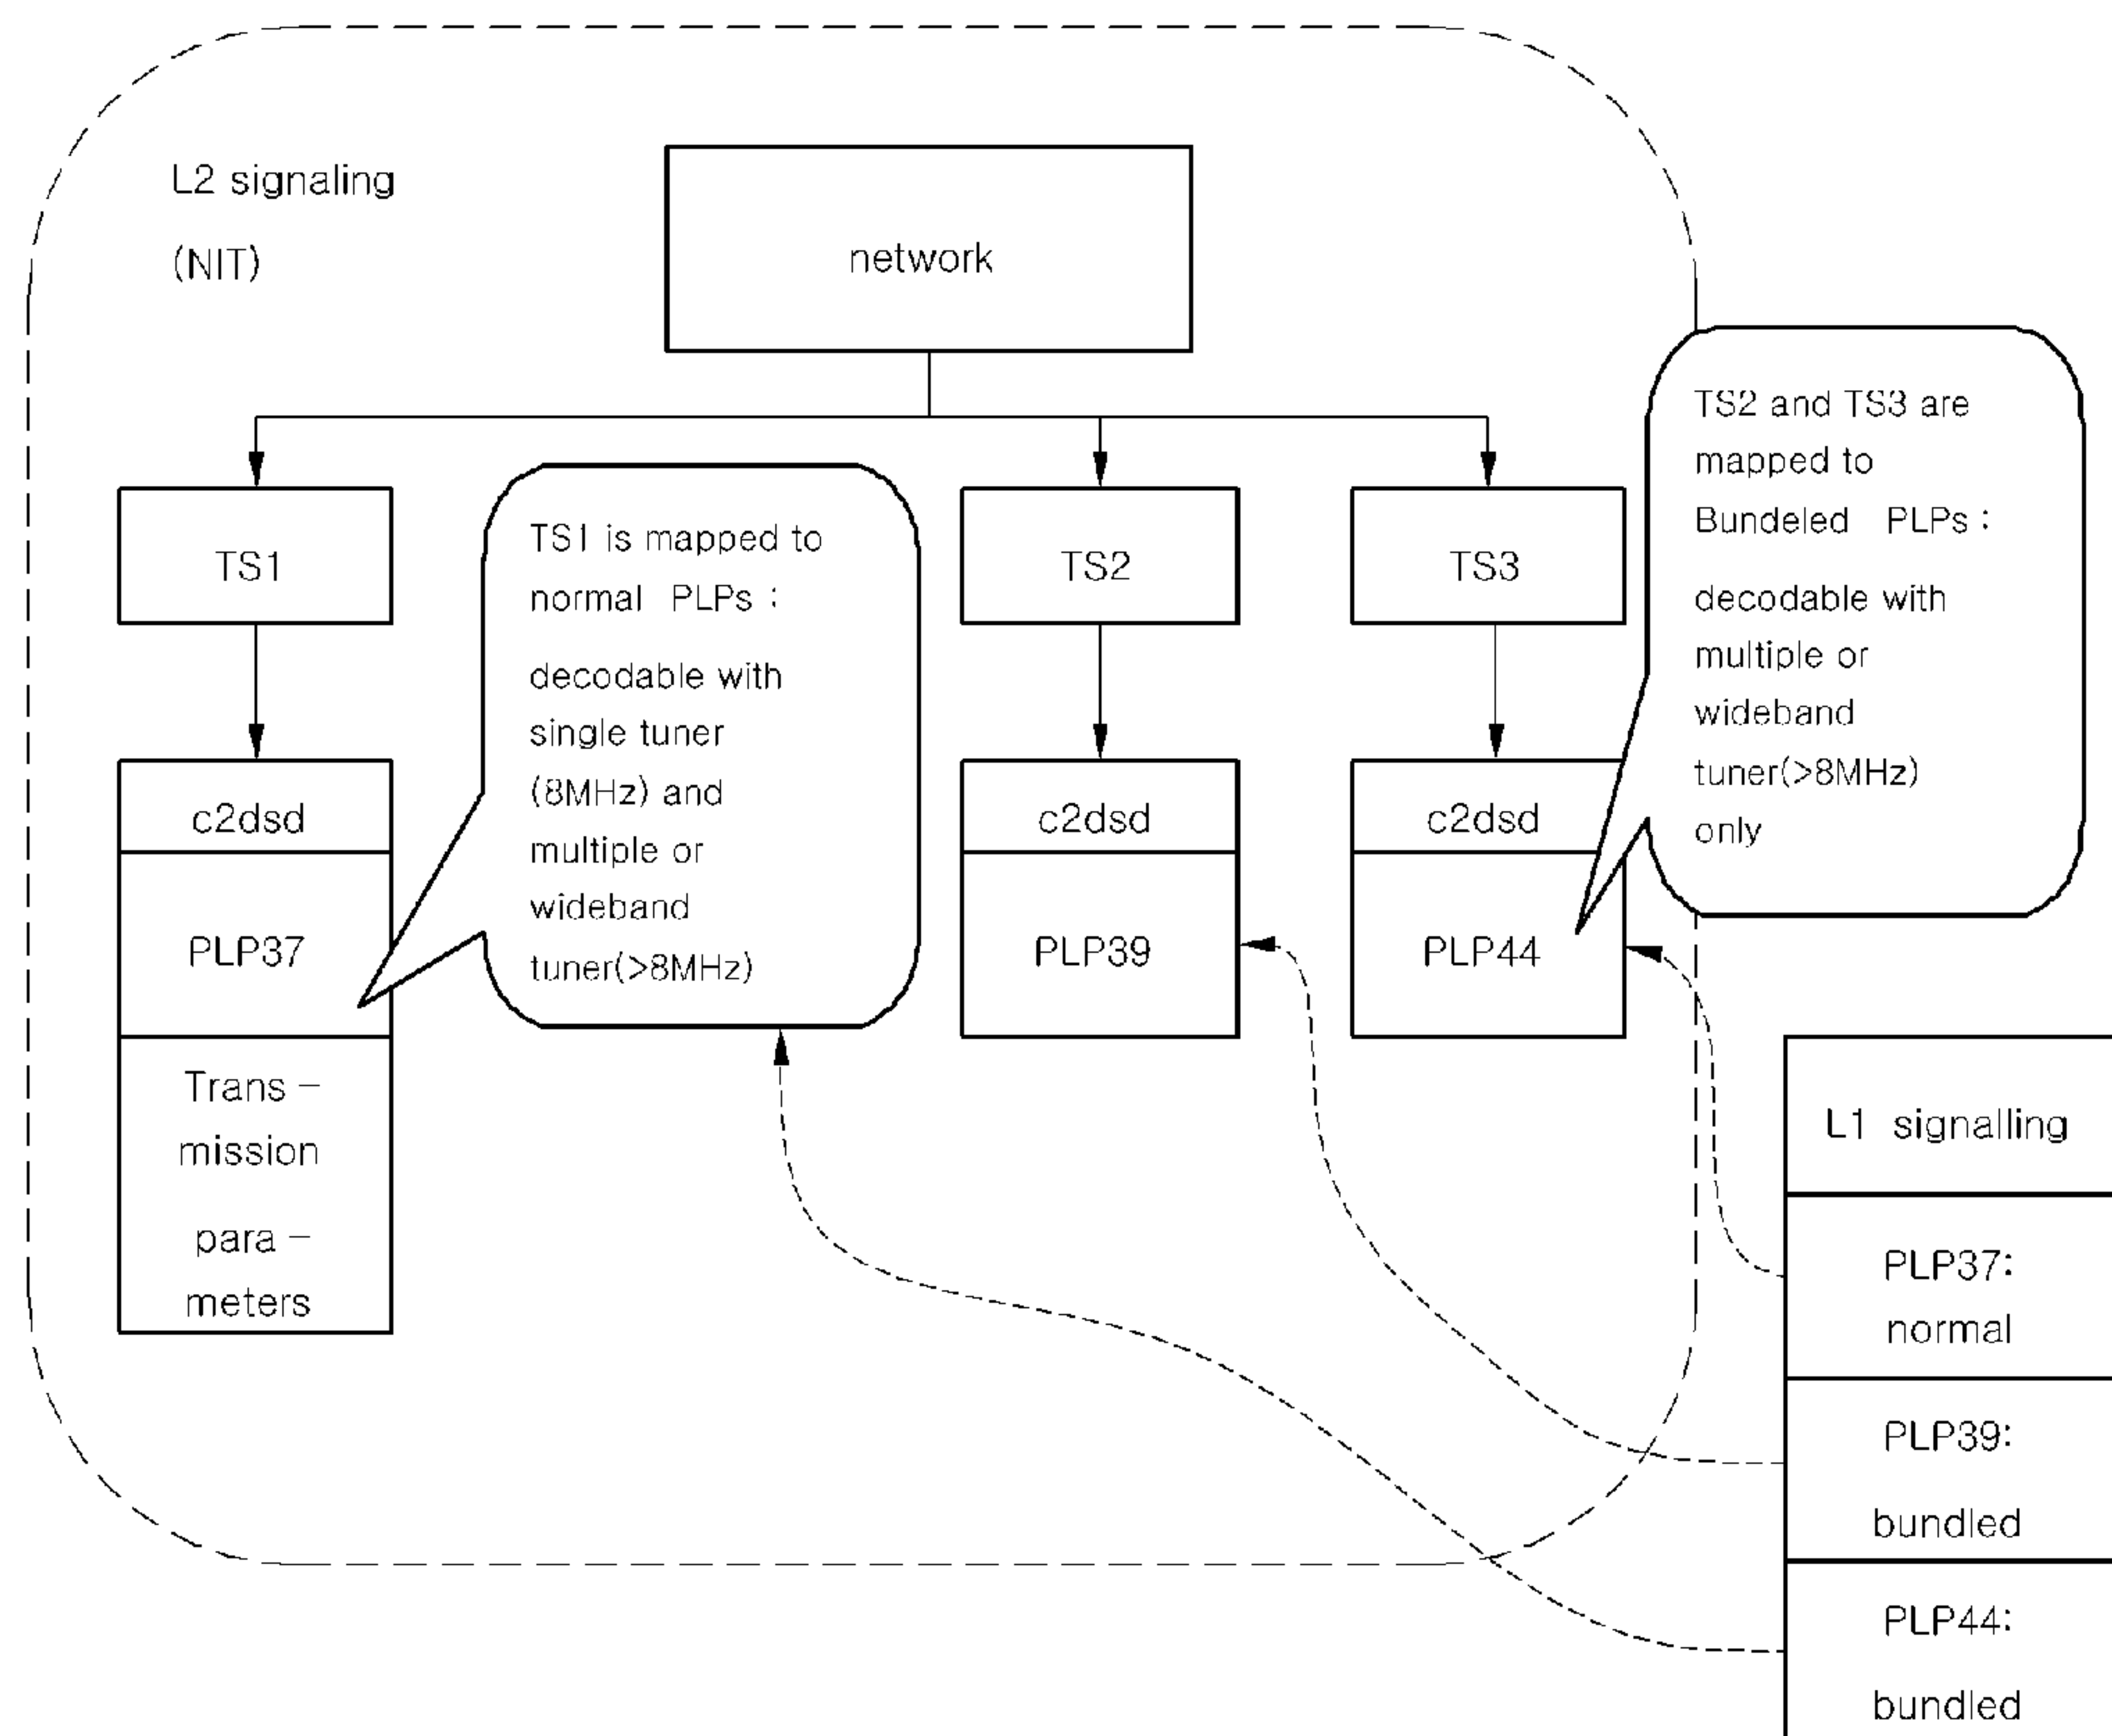 L2 signaling
(NIT)
network
TS1
TS2
TS3
TS1 is mapped to
normal PLPs :
decodable with
single tuner
(8MHz) and
multiple or
wideband
tuner(>8MHz)
TS2 and TS3 are
mapped to
Bundeled PLPs :
decodable with
multiple or
wideband
tuner(>8MHz)
only
c2dsd
PLP37
Trans –
mission
para –
meters
c2dsd
PLP39
c2dsd
PLP44
L1 signalling
PLP37:
normal
PLP39:
bundled
PLP44:
bundled